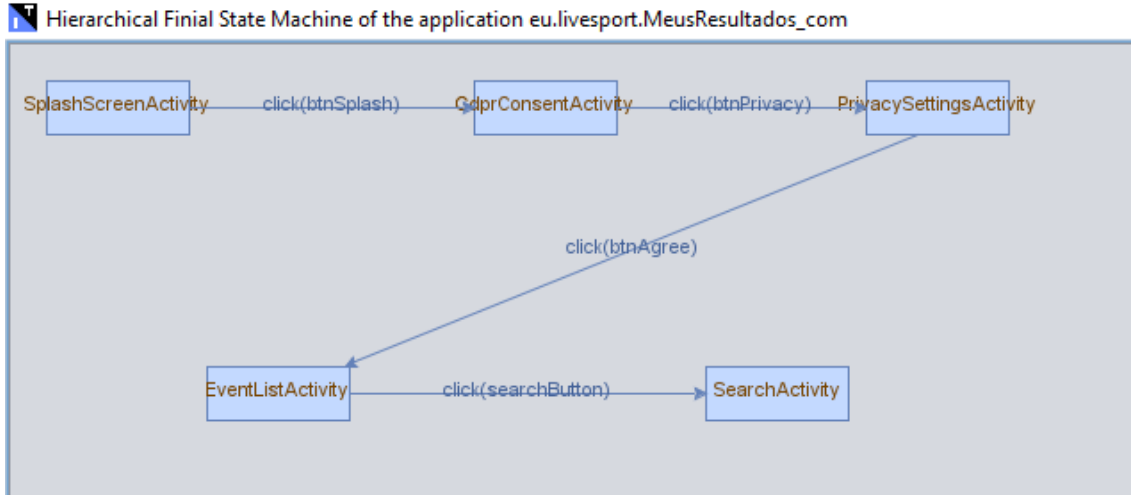 Hierarchical Finial State Machine of the application eu.livesport.MeusResultados_com
SplashScreenActivity click(btnSplash) GdprConsentActivity click(btnPrivacy) PrivacySettingsActivity
click(btnAgree)
EventListActivity click(searchButton) SearchActivity